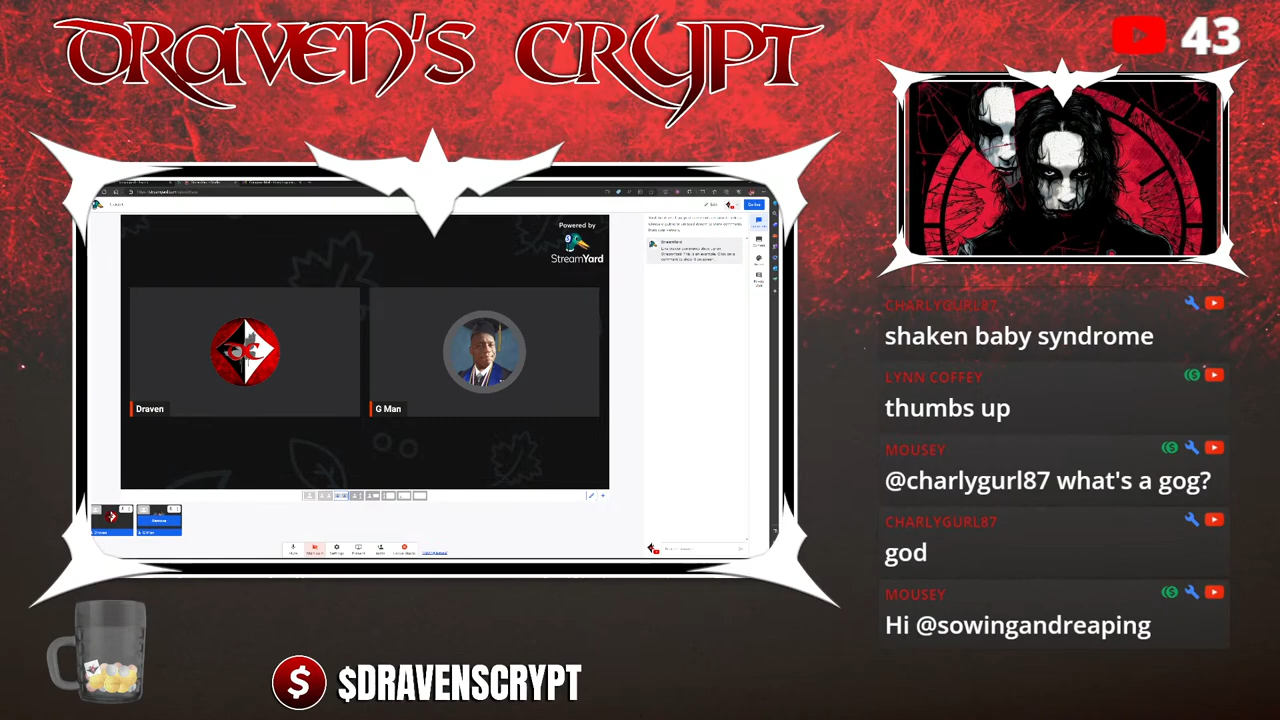 DRAVEN'S CRYPT
43
Powered by
StreamYard
Draven
G Man
CHARLYGURL87
shaken baby syndrome
LYNN COFFEY
thumbs up
MOUSEY
@charlygurl87 what's a gog?
CHARLYGURL87
god
MOUSEY
Hi @sowingandreaping
$ $DRAVENSCRYPT